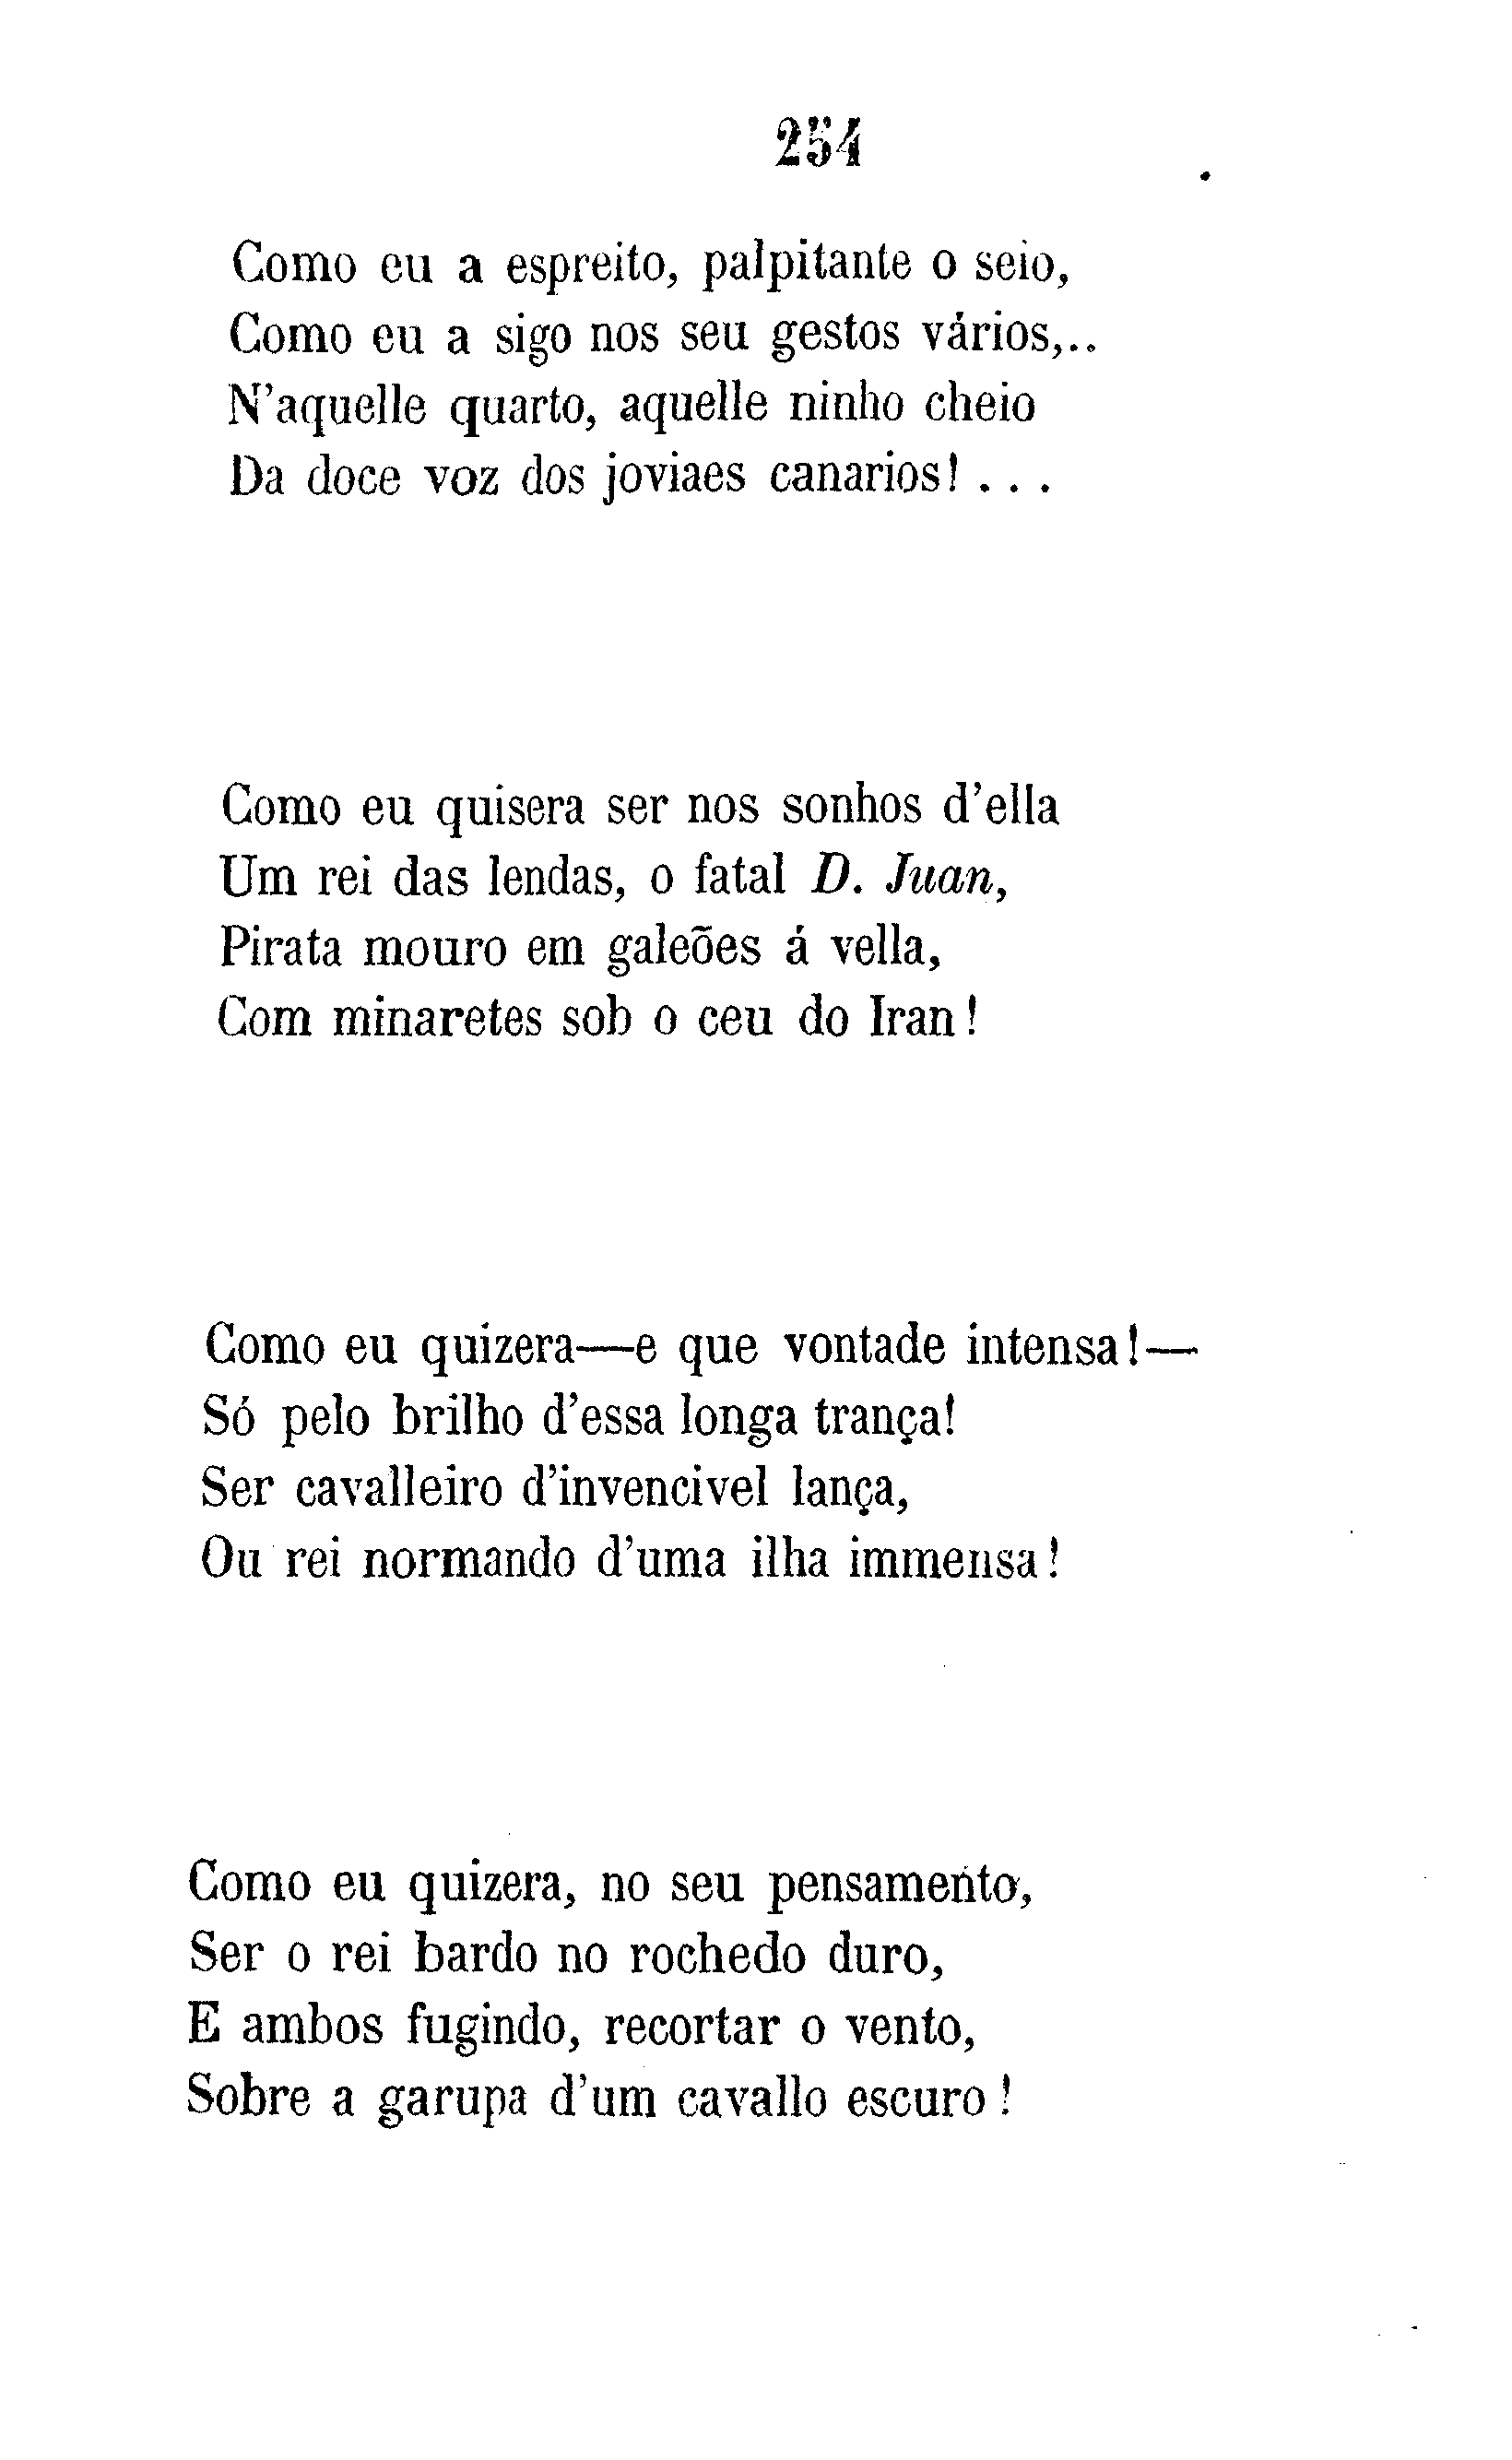 254
Como eu a espreito, palpitante o seio,
Como eu a sigo nos seu gestos vários,..
N'aquelle quarto, aquelle ninho cheio
Da doce voz dos joviaes canarios! . . .
Como eu quisera ser nos sonhos d'ella
Um rei das lendas, o fatal D. Juan,
Pirata mouro em galeões á vella,
Com minaretes sob o ceu do Iran!
Como eu quizera—e que vontade intensa!—
Só pelo brilho d'essa longa trança!
Ser cavalleiro d'invencivel lança,
Ou rei normando d'uma ilha immensa!
Como eu quizera, no seu pensamento,
Ser o rei bardo no rochedo duro,
E ambos fugindo, recortar o vento,
Sobre a garupa d'um cavallo escuro!